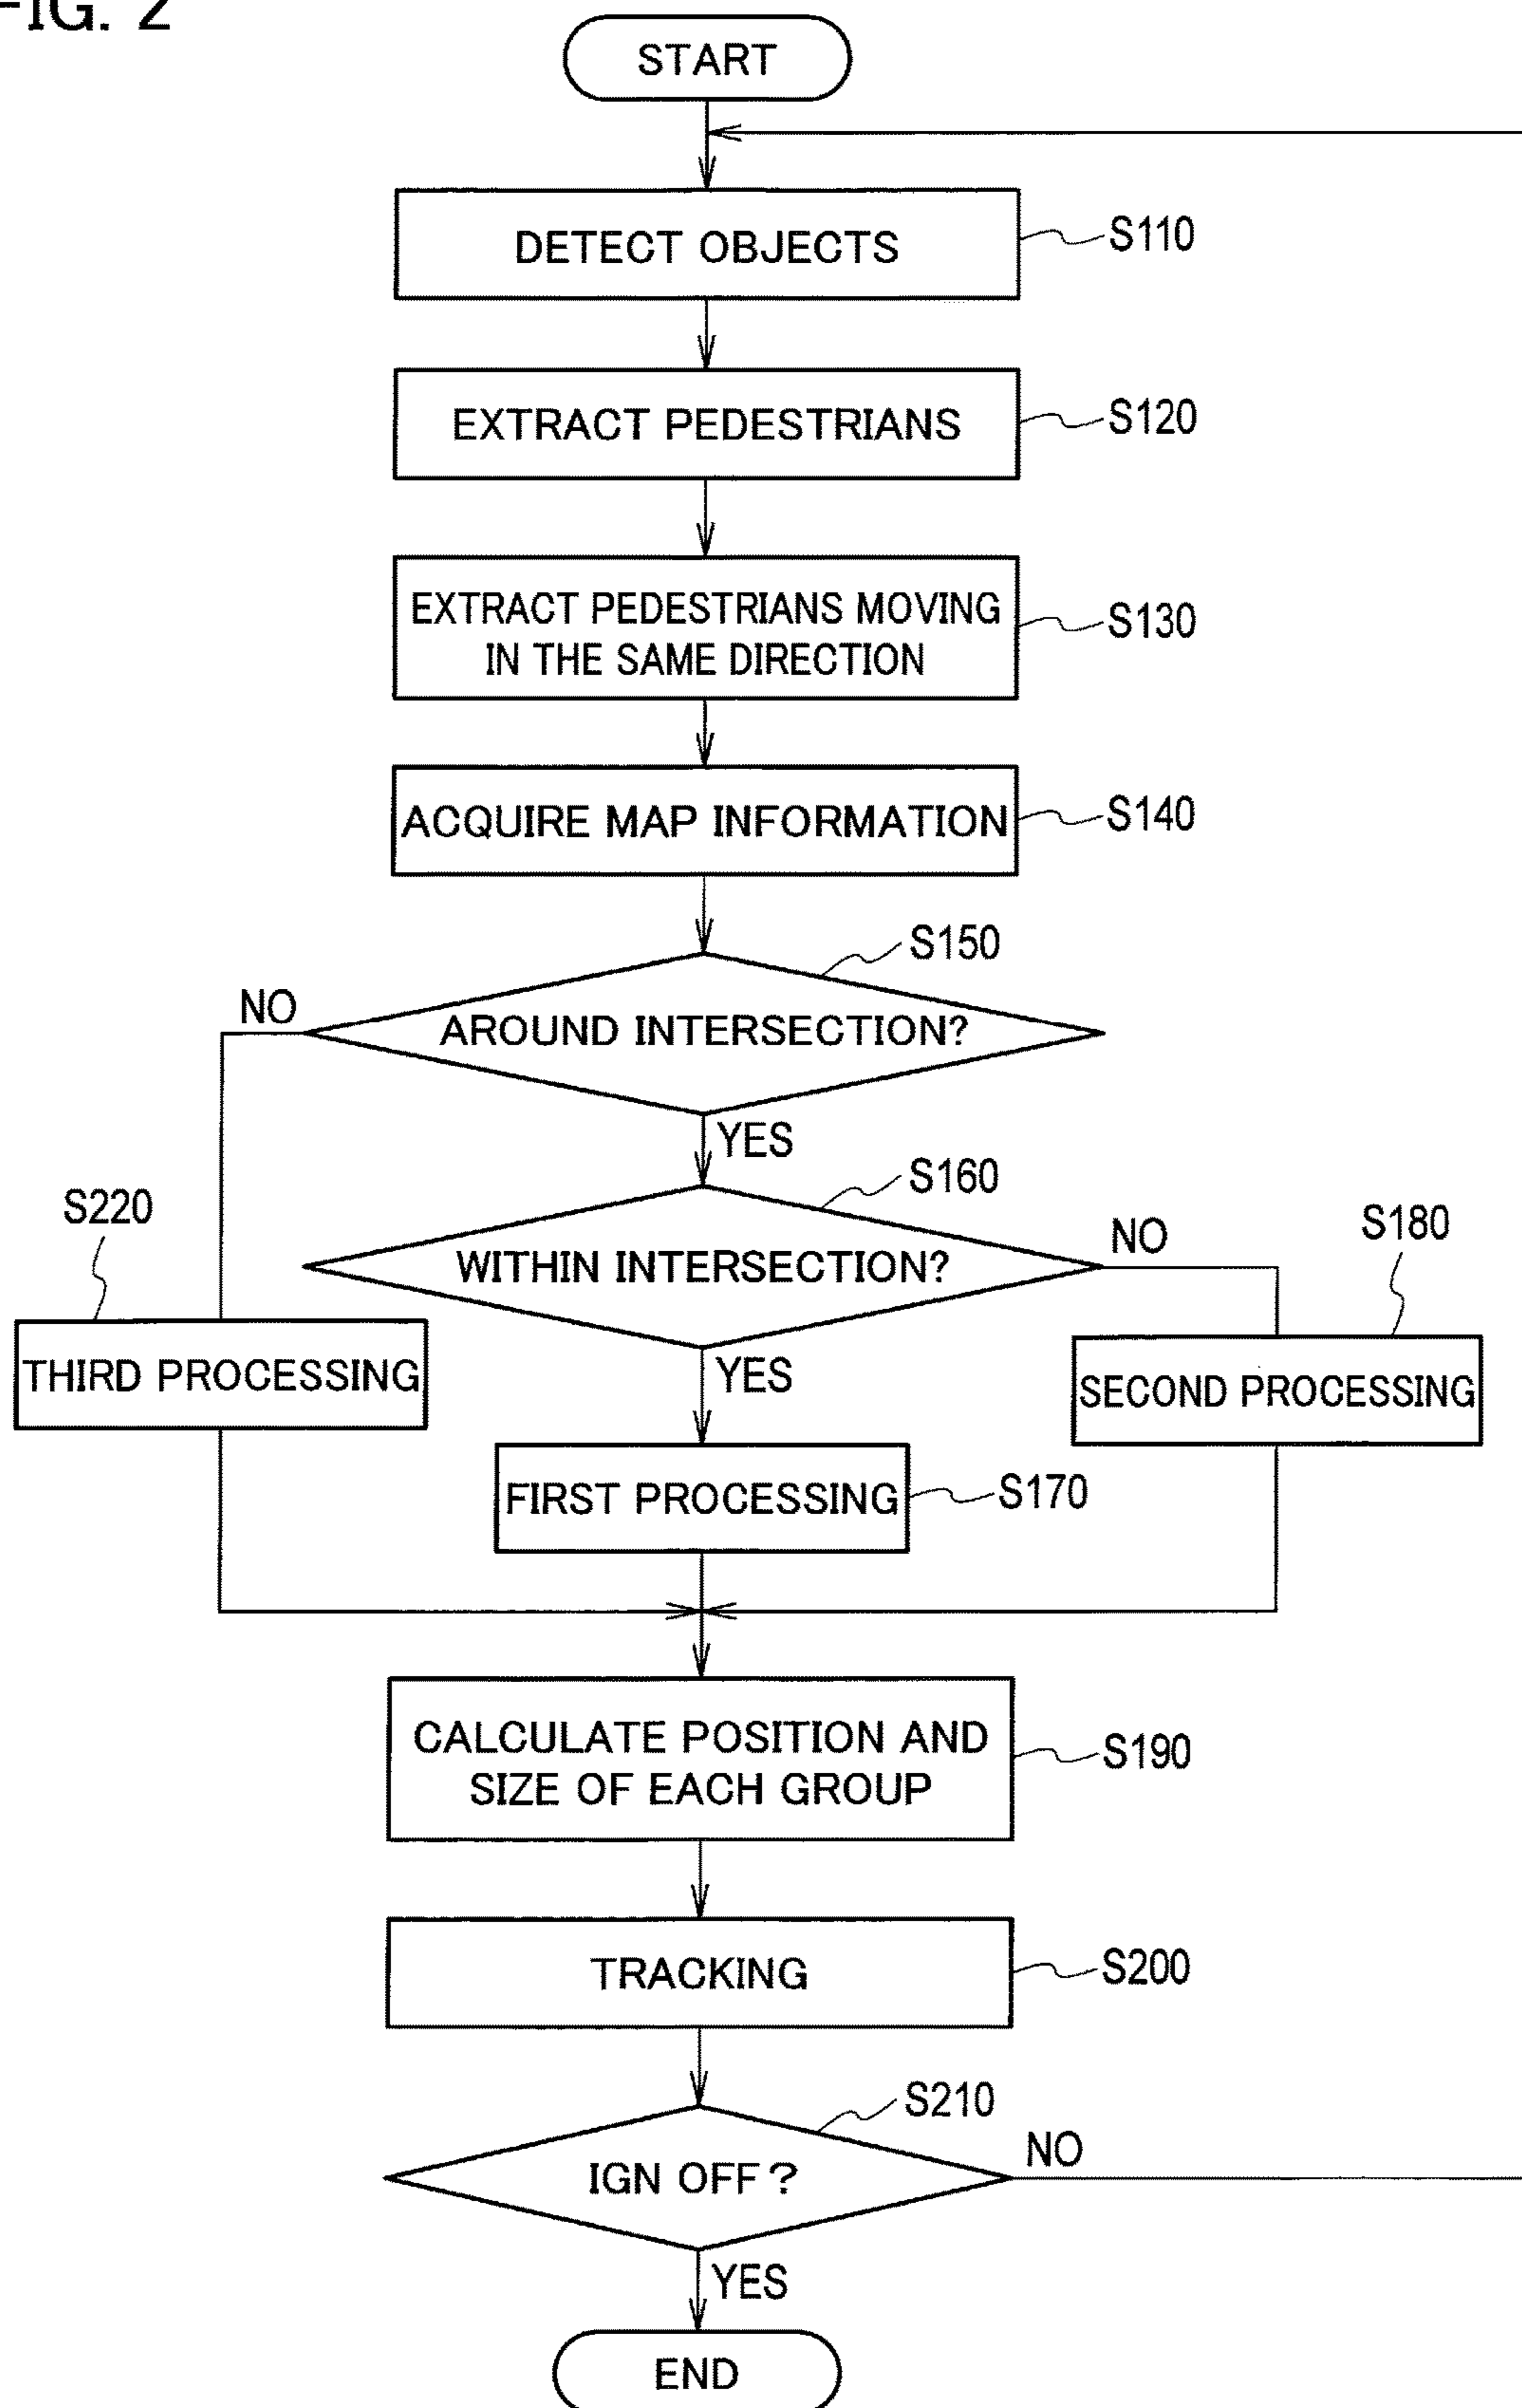 FIG. 2
START
DETECT OBJECTS
S110
EXTRACT PEDESTRIANS
S120
EXTRACT PEDESTRIANS MOVING
IN THE SAME DIRECTION
S130
ACQUIRE MAP INFORMATION
S140
S150
NO
AROUND INTERSECTION?
YES
S160
S220
WITHIN INTERSECTION?
NO
S180
THIRD PROCESSING
YES
SECOND PROCESSING
FIRST PROCESSING
S170
CALCULATE POSITION AND
SIZE OF EACH GROUP
S190
TRACKING
S200
S210
IGN OFF?
NO
YES
END